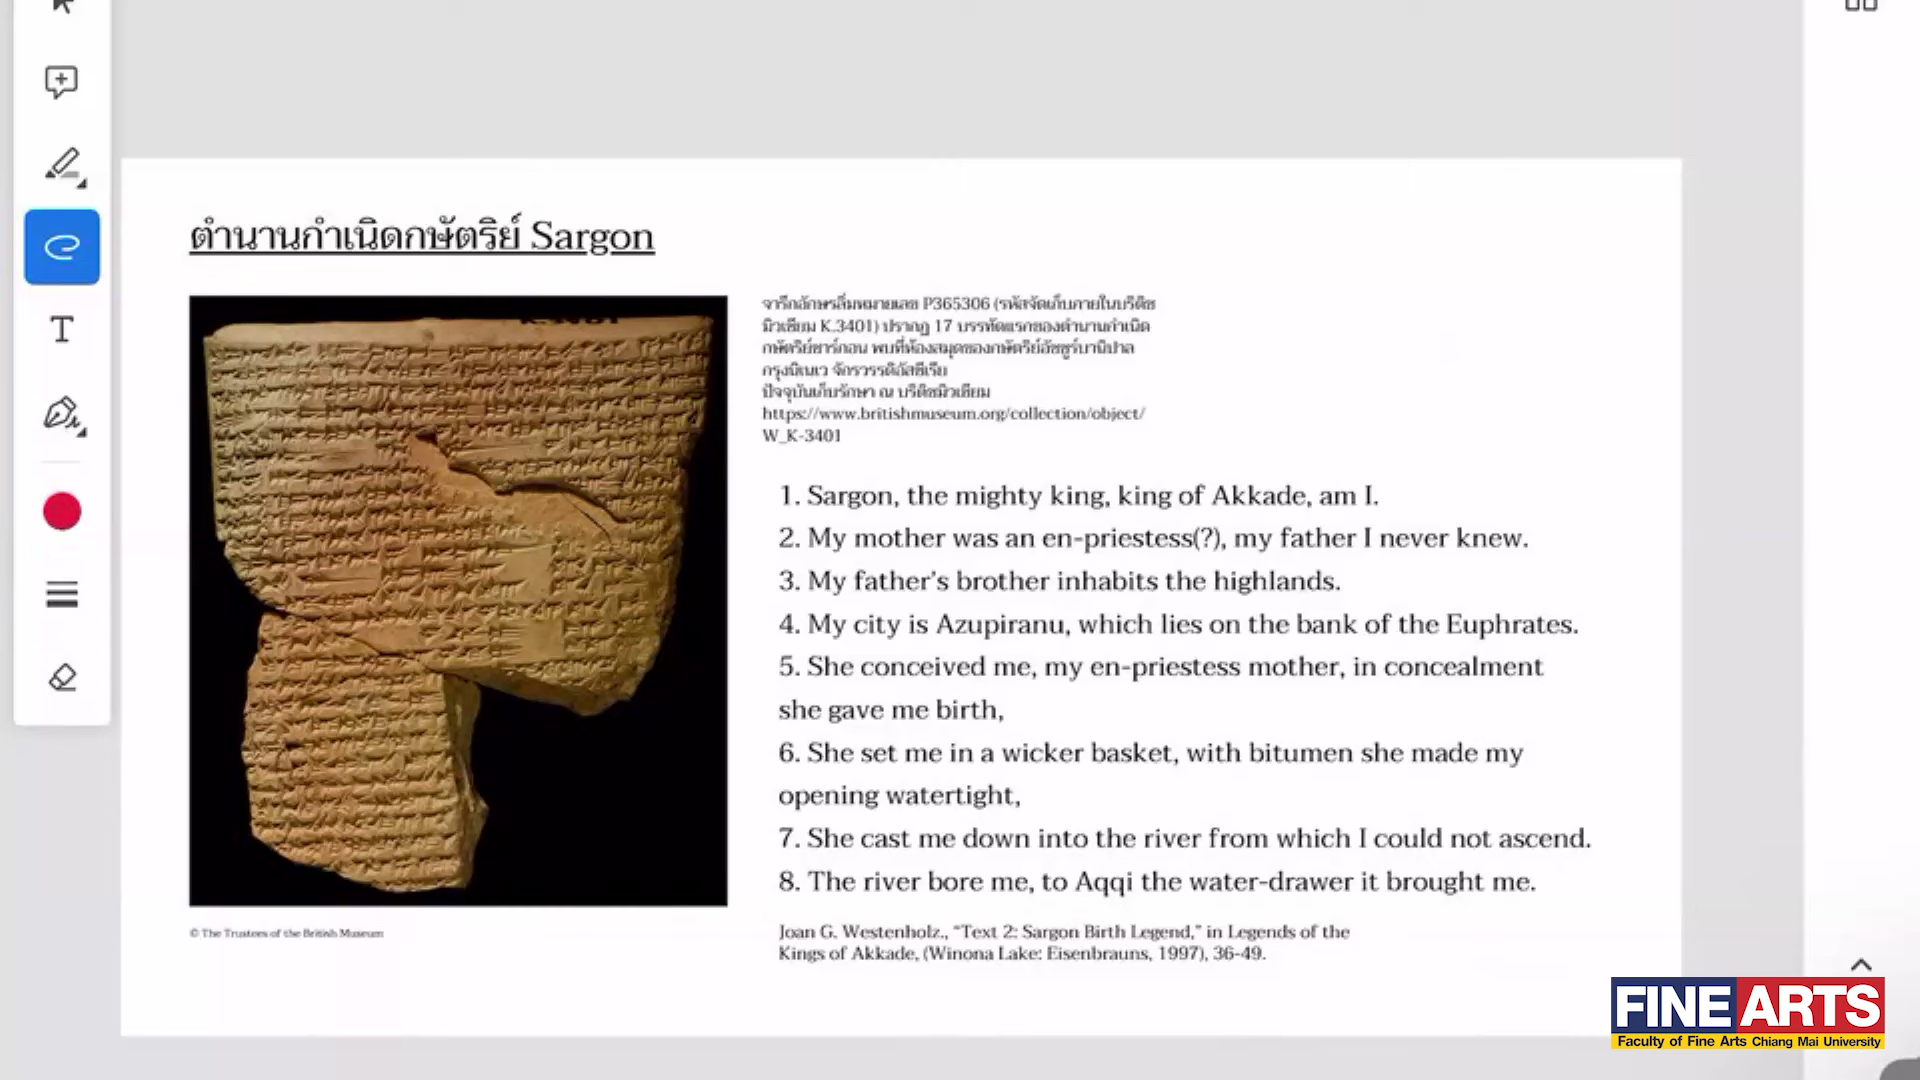 ตำนานกำเนิดกษัตริย์ Sargon
จารึกอักษรลิ่มหมายเลข P365306 (รหัสจัดเก็บภายในบริติช
มิวเซียม K.3401) ปรากฏ 17 บรรทัดแรกของตำนานกำเนิด
กษัตริย์ซาร์กอน พบที่ห้องสมุดของกษัตริย์อัชชูร์บานิปาล
กรุงนิเนเว จักรวรรดิอัสซีเรีย
ปัจจุบันเก็บรักษา ณ บริติชมิวเซียม
https://www.britishmuseum.org/collection/object/
W_K-3401
1. Sargon, the mighty king, king of Akkade, am I.
2. My mother was an en-priestess(?), my father I never knew.
3. My father's brother inhabits the highlands.
4. My city is Azupiranu, which lies on the bank of the Euphrates.
5. She conceived me, my en-priestess mother, in concealment
she gave me birth,
6. She set me in a wicker basket, with bitumen she made my
opening watertight,
7. She cast me down into the river from which I could not ascend.
8. The river bore me, to Aqqi the water-drawer it brought me.
© The Trustees of the British Museum
Joan G. Westenholz., “Text 2: Sargon Birth Legend,” in Legends of the
Kings of Akkade, (Winona Lake: Eisenbrauns, 1997), 36-49.
FINE ARTS
Faculty of Fine Arts Chiang Mai University